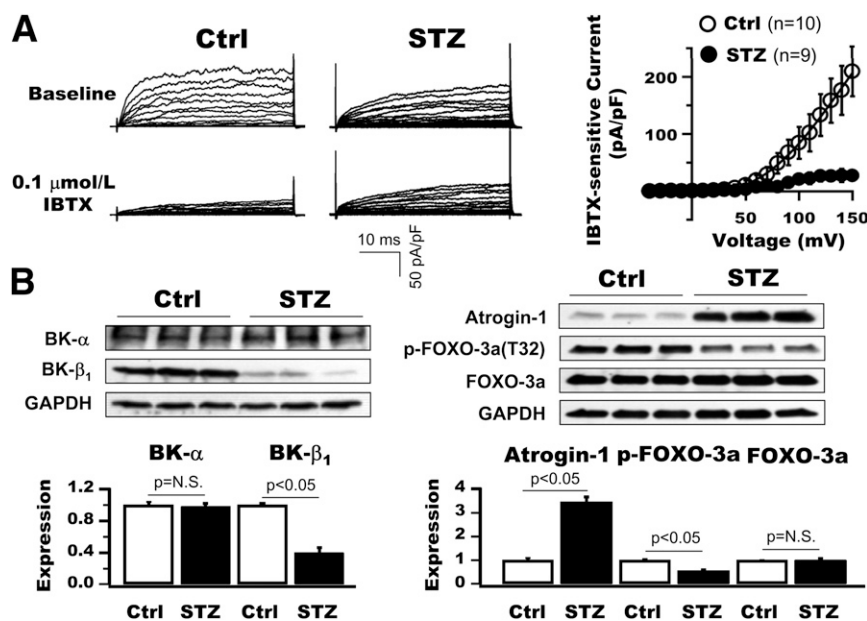 A
Ctrl
STZ
Baseline
0.1 μmol/L
IBTX
10 ms
50 pA/pF
IBTX-sensitive Current
(pA/pF)
Ctrl (n=10)
STZ (n=9)
200
100
50 100 150
Voltage (mV)
B
Ctrl STZ
BK-α
BK-β₁
GAPDH
Ctrl STZ
Atrogin-1
p-FOXO-3a(T32)
FOXO-3a
GAPDH
BK-α BK-β₁
Expression
1.2
0.8
0.4
0.0
p=N.S. p<0.05
Ctrl STZ Ctrl STZ
Atrogin-1 p-FOXO-3a FOXO-3a
Expression
4
3
2
1
0
p<0.05
p<0.05
p=N.S.
Ctrl STZ Ctrl STZ Ctrl STZ